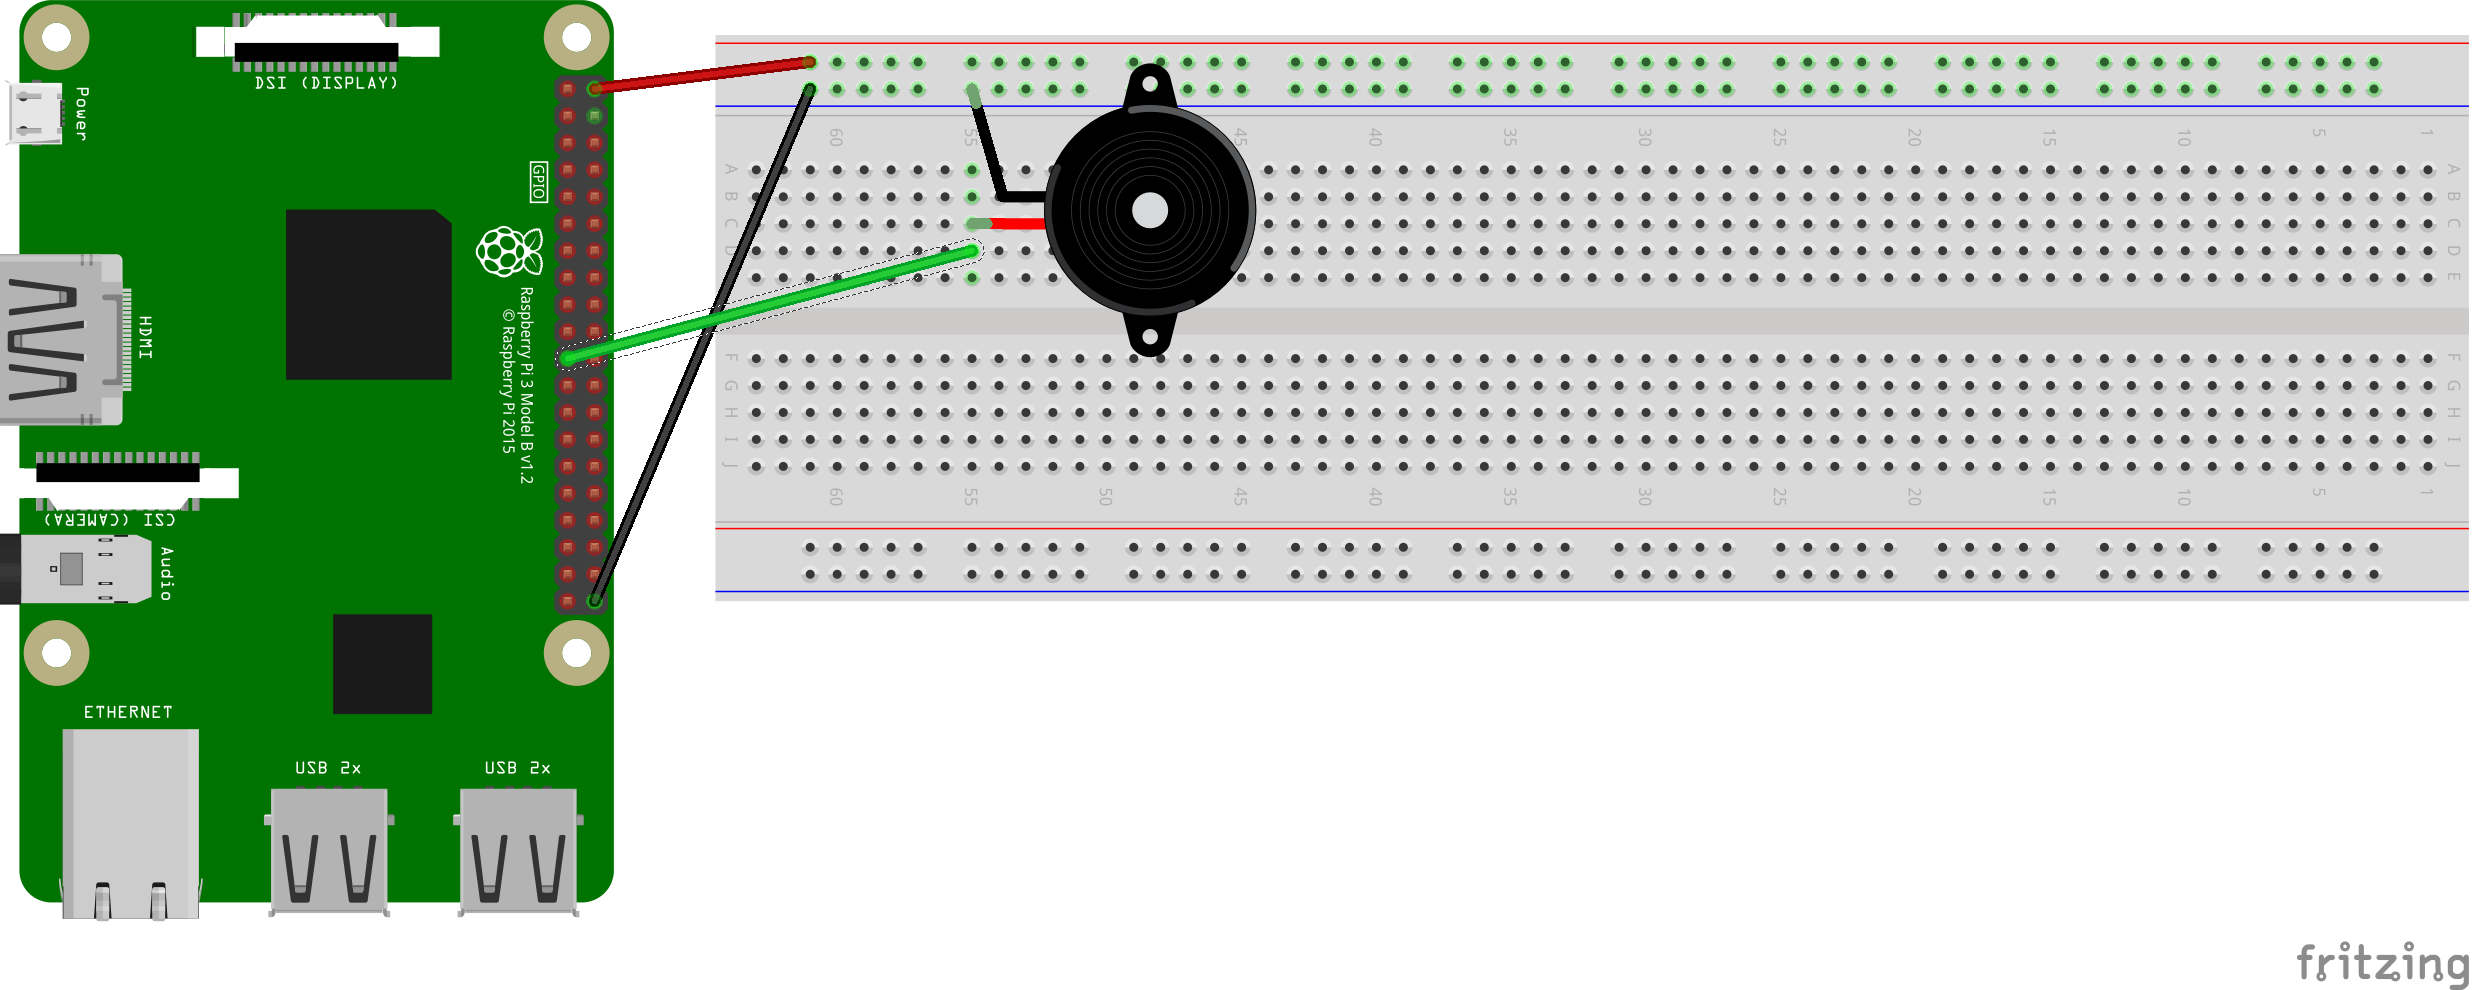 DSI (DISPLAY)
Power
GPIO
HDMI
Raspberry Pi 3 Model B v1.2
© Raspberry Pi 2015
CSI (CAMERA)
Audio
ETHERNET
USB 2x
USB 2x
60 55 45 40 35 30 25 20 15 10 5 1
A A
B B
C C
D D
E E
F F
G G
H H
I I
J J
60 55 50 45 40 35 30 25 20 15 10 5 1
fritzing